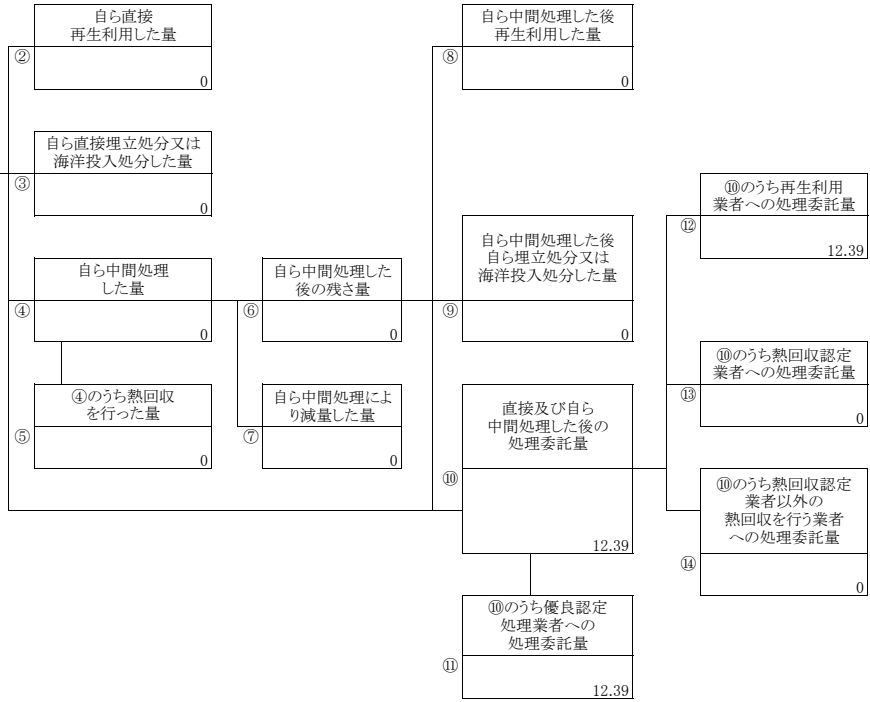 自ら直接
再生利用した量
②
0
自ら直接埋立処分又は
海洋投入処分した量
③
0
自ら中間処理
した量
④
0
④のうち熱回収
を行った量
⑤
0
自ら中間処理した
後の残さ量
⑥
0
自ら中間処理によ
り減量した量
⑦
0
自ら中間処理した後
再生利用した量
⑧
0
自ら中間処理した後
自ら埋立処分又は
海洋投入処分した量
⑨
0
直接及び自ら
中間処理した後の
処理委託量
⑩
12.39
⑩のうち優良認定
処理業者への
処理委託量
⑪
12.39
⑩のうち再生利用
業者への処理委託量
⑫
12.39
⑩のうち熱回収認定
業者への処理委託量
⑬
0
⑩のうち熱回収認定
業者以外の
熱回収を行う業者
への処理委託量
⑭
0